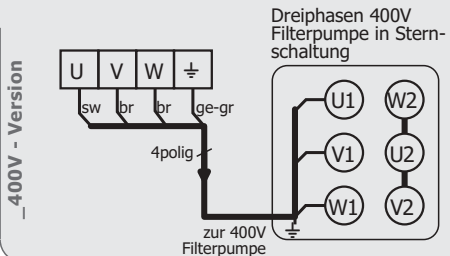 Dreiphasen 400V
Filterpumpe in Stern-
schaltung
_400V - Version
U V W
sw br br ge-gr
4polig
U1 W2
V1 U2
W1 V2
zur 400V
Filterpumpe